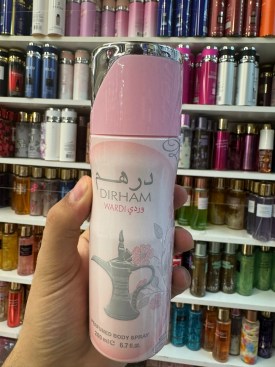 درهم
DIRHAM
WARDI وردي
PERFUMED BODY SPRAY
200 ml ℮ 6.7 fl.oz